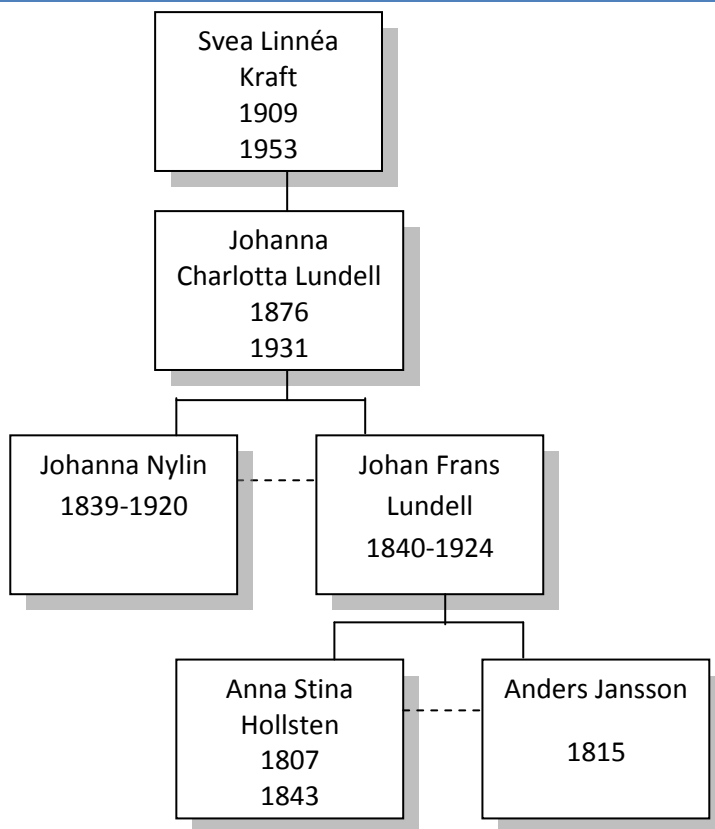 Svea Linnéa
Kraft
1909
1953
Johanna
Charlotta Lundell
1876
1931
Johanna Nylin
1839-1920
Johan Frans
Lundell
1840-1924
Anna Stina
Hollsten
1807
1843
Anders Jansson
1815